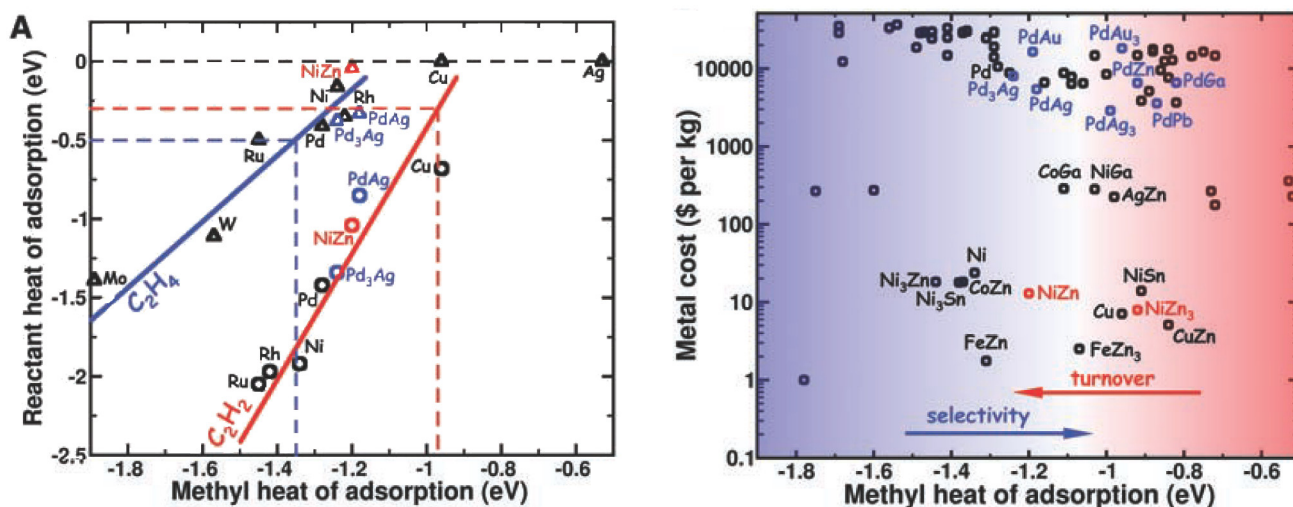 A
Reactant heat of adsorption (eV)
0
-0.5
-1
-1.5
-2
-2.5
-1.8
-1.6
-1.4
-1.2
-1
-0.8
-0.6
Methyl heat of adsorption (eV)
NiZn
Cu
Ag
Ni
Rh
PdAg
Ru
Pd
Pd₃Ag
Cu
W
PdAg
Mo
NiZn
C₂H₄
Pd₃Ag
Pd
Rh
Ni
Ru
C₂H₂
Metal cost ($ per kg)
10000
1000
100
10
1
0.1
-1.8
-1.6
-1.4
-1.2
-1
-0.8
-0.6
Methyl heat of adsorption (eV)
PdAu
PdAu₃
Pd
PdZn
Pd₃Ag
PdGa
PdAg
PdAg₃
PdPb
CoGa
NiGa
AgZn
Ni
Ni₃Zn
CoZn
Ni₃Sn
NiZn
NiSn
Cu
NiZn₃
CuZn
FeZn
FeZn₃
turnover
selectivity